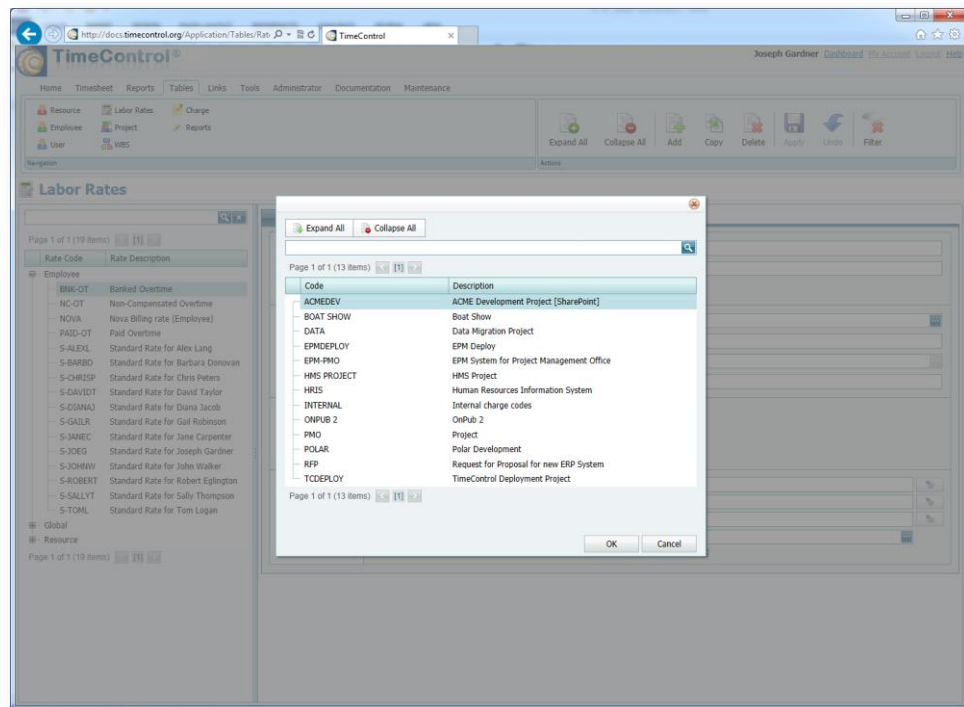 http://docs.timecontrol.org/Application/Tables/Rat
TimeControl
TimeControl®
Joseph Gardner Dashboard My Account Logout Help
Home Timesheet Reports Tables Links Tools Administrator Documentation Maintenance
Resource Labor Rates Charge
Employee Project Reports
User WBS
Expand All Collapse All Add Copy Delete Apply Undo Filter
Navigation Actions
Labor Rates
Page 1 of 1 (19 items) [1]
Rate Code Rate Description
Employee
BNK-OT Banked Overtime
NC-OT Non-Compensated Overtime
NOVA Nova Billing rate (Employee)
PAID-OT Paid Overtime
S-ALEXL Standard Rate for Alex Lang
S-BARBD Standard Rate for Barbara Donovan
S-CHRISP Standard Rate for Chris Peters
S-DAVIDT Standard Rate for David Taylor
S-DIANAJ Standard Rate for Diana Jacob
S-GAILR Standard Rate for Gail Robinson
S-JANEC Standard Rate for Jane Carpenter
S-JOEG Standard Rate for Joseph Gardner
S-JOHNW Standard Rate for John Walker
S-ROBERT Standard Rate for Robert Eglington
S-SALLYT Standard Rate for Sally Thompson
S-TOML Standard Rate for Tom Logan
Global
Resource
Page 1 of 1 (19 items) [1]
Expand All Collapse All
Page 1 of 1 (13 items) [1]
Code Description
ACMEDEV ACME Development Project [SharePoint]
BOAT SHOW Boat Show
DATA Data Migration Project
EPMDEPLOY EPM Deploy
EPM-PMO EPM System for Project Management Office
HMS PROJECT HMS Project
HRIS Human Resources Information System
INTERNAL Internal charge codes
ONPUB 2 OnPub 2
PMO Project
POLAR Polar Development
RFP Request for Proposal for new ERP System
TCDEPLOY TimeControl Deployment Project
Page 1 of 1 (13 items) [1]
OK Cancel